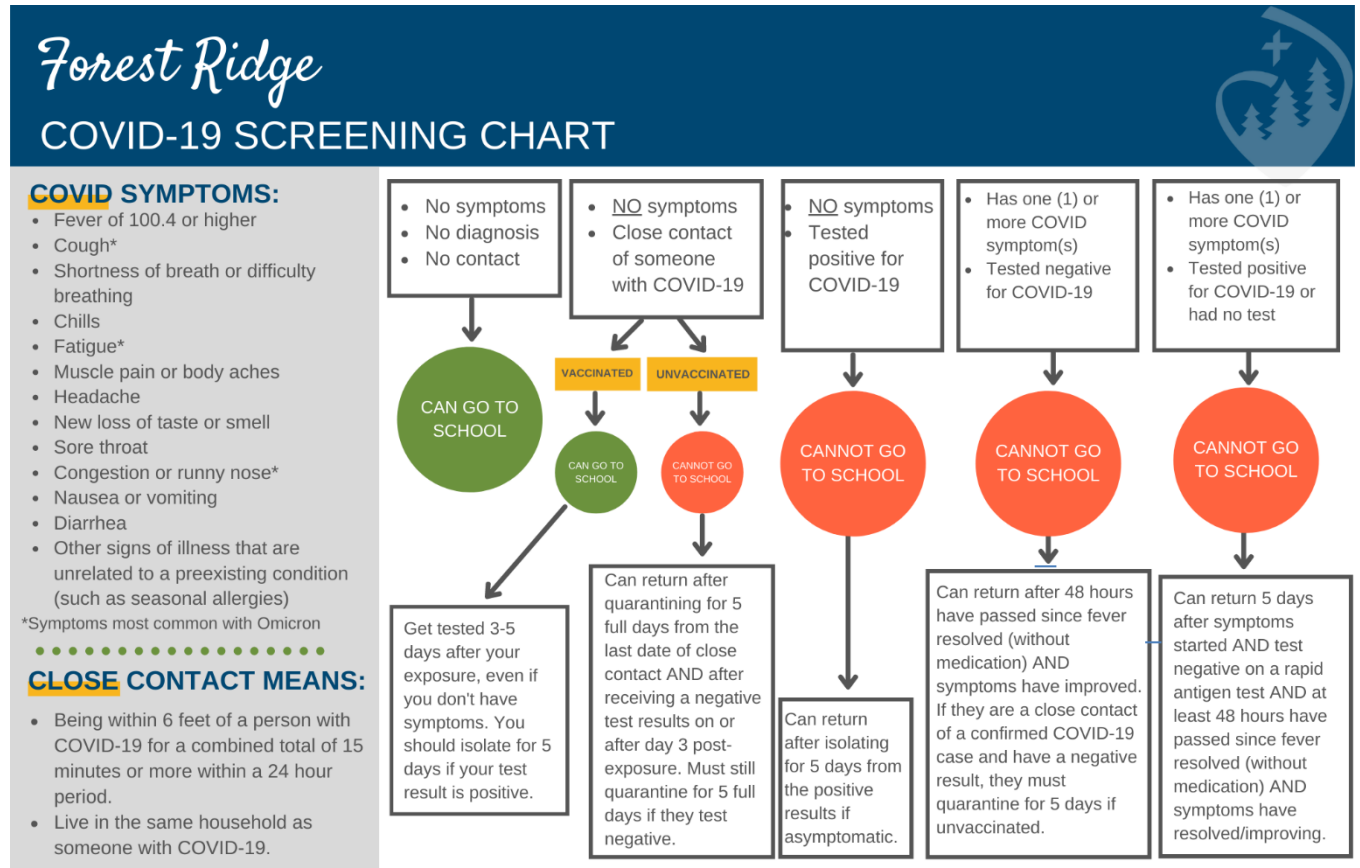 Forest Ridge
COVID-19 SCREENING CHART
COVID SYMPTOMS:
• Fever of 100.4 or higher
• Cough*
• Shortness of breath or difficulty
breathing
• Chills
• Fatigue*
• Muscle pain or body aches
• Headache
• New loss of taste or smell
• Sore throat
• Congestion or runny nose*
• Nausea or vomiting
• Diarrhea
• Other signs of illness that are
unrelated to a preexisting condition
(such as seasonal allergies)
*Symptoms most common with Omicron
CLOSE CONTACT MEANS:
• Being within 6 feet of a person with
COVID-19 for a combined total of 15
minutes or more within a 24 hour
period.
• Live in the same household as
someone with COVID-19.
• No symptoms
• No diagnosis
• No contact
CAN GO TO
SCHOOL
• NO symptoms
• Close contact
of someone
with COVID-19
VACCINATED
CAN GO TO
SCHOOL
Get tested 3-5
days after your
exposure, even if
you don't have
symptoms. You
should isolate for 5
days if your test
result is positive.
UNVACCINATED
CANNOT GO
TO SCHOOL
Can return after
quarantining for 5
full days from the
last date of close
contact AND after
receiving a negative
test results on or
after day 3 post-
exposure. Must still
quarantine for 5 full
days if they test
negative.
• NO symptoms
• Tested
positive for
COVID-19
CANNOT GO
TO SCHOOL
Can return
after isolating
for 5 days from
the positive
results if
asymptomatic.
• Has one (1) or
more COVID
symptom(s)
• Tested negative
for COVID-19
CANNOT GO
TO SCHOOL
Can return after 48 hours
have passed since fever
resolved (without
medication) AND
symptoms have improved.
If they are a close contact
of a confirmed COVID-19
case and have a negative
result, they must
quarantine for 5 days if
unvaccinated.
• Has one (1) or
more COVID
symptom(s)
• Tested positive
for COVID-19 or
had no test
CANNOT GO
TO SCHOOL
Can return 5 days
after symptoms
started AND test
negative on a rapid
antigen test AND at
least 48 hours have
passed since fever
resolved (without
medication) AND
symptoms have
resolved/improving.